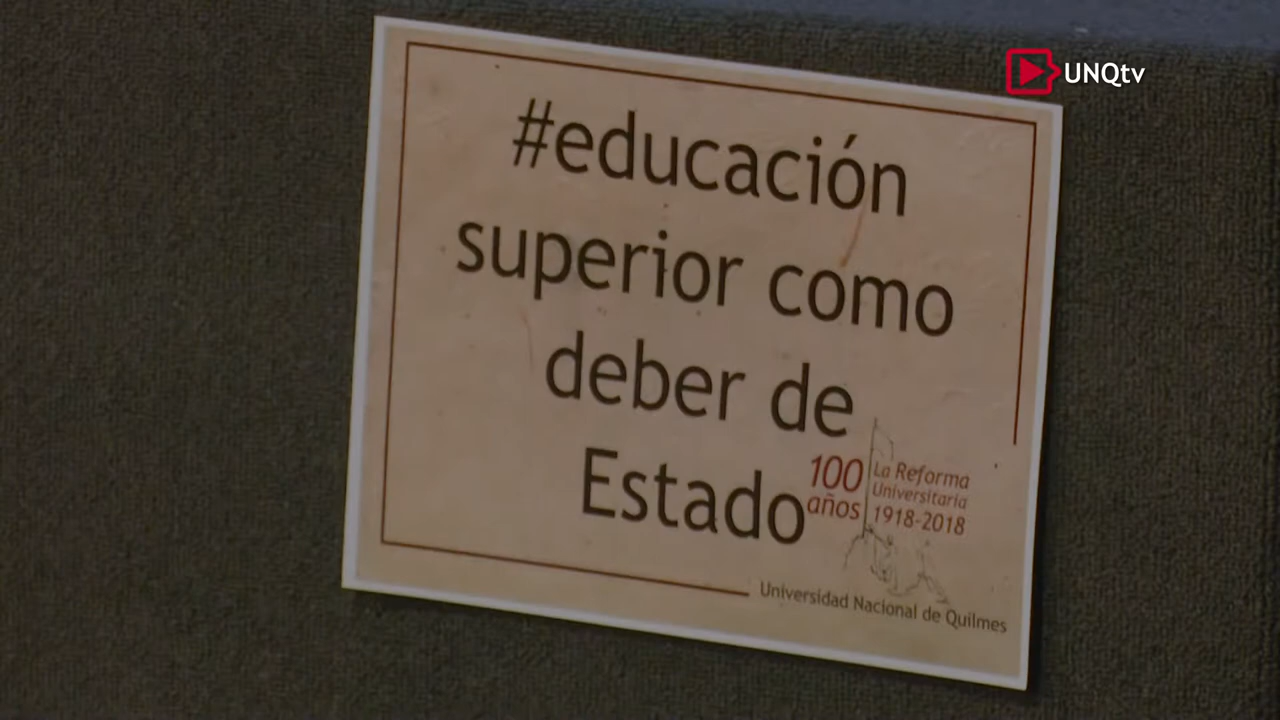 UNQtv
#educación
superior como
deber de
Estado
100
años
La Reforma
Universitaria
1918-2018
Universidad Nacional de Quilmes